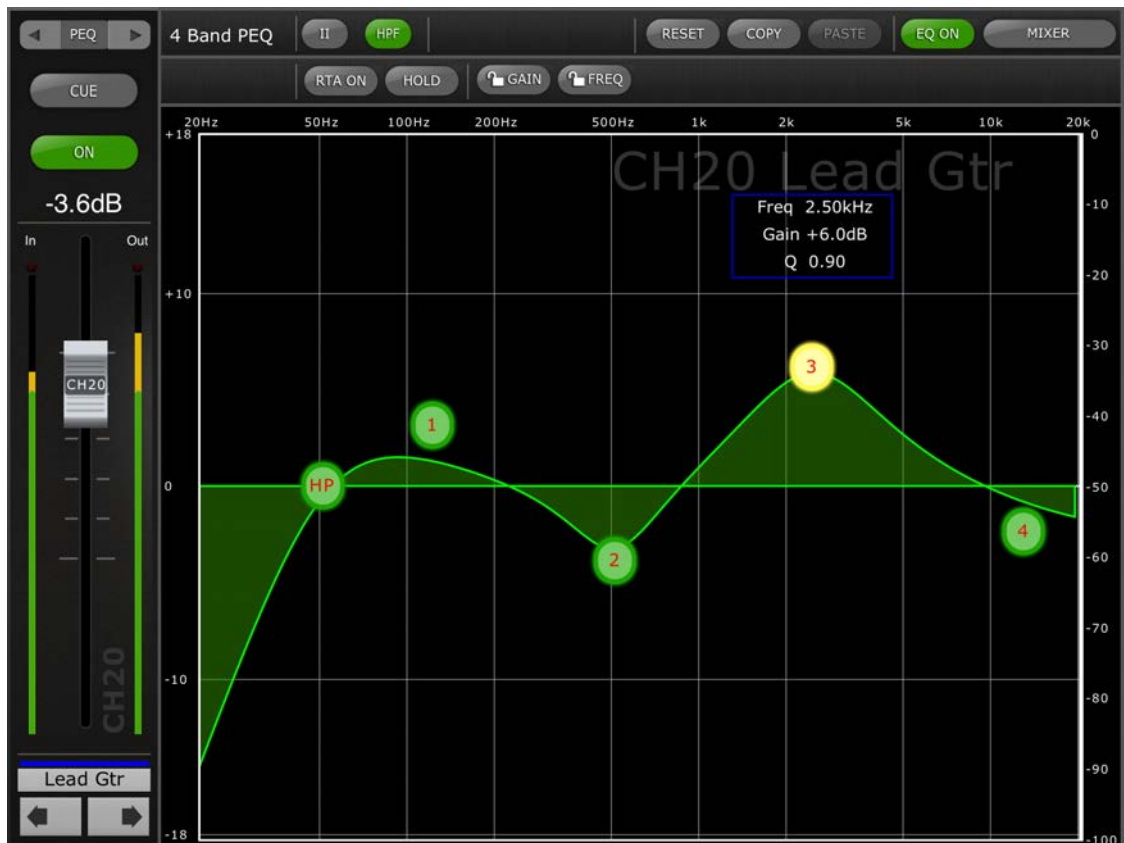 PEQ
4 Band PEQ
II
HPF
RESET
COPY
PASTE
EQ ON
MIXER
CUE
RTA ON
HOLD
GAIN
FREQ
ON
-3.6dB
In
Out
CH20
CH20
Lead Gtr
20Hz 50Hz 100Hz 200Hz 500Hz 1k 2k 5k 10k 20k
+18
+10
0
-10
-18
CH20 Lead Gtr
Freq 2.50kHz
Gain +6.0dB
Q 0.90
HP
1
2
3
4
0
-10
-20
-30
-40
-50
-60
-70
-80
-90
-100